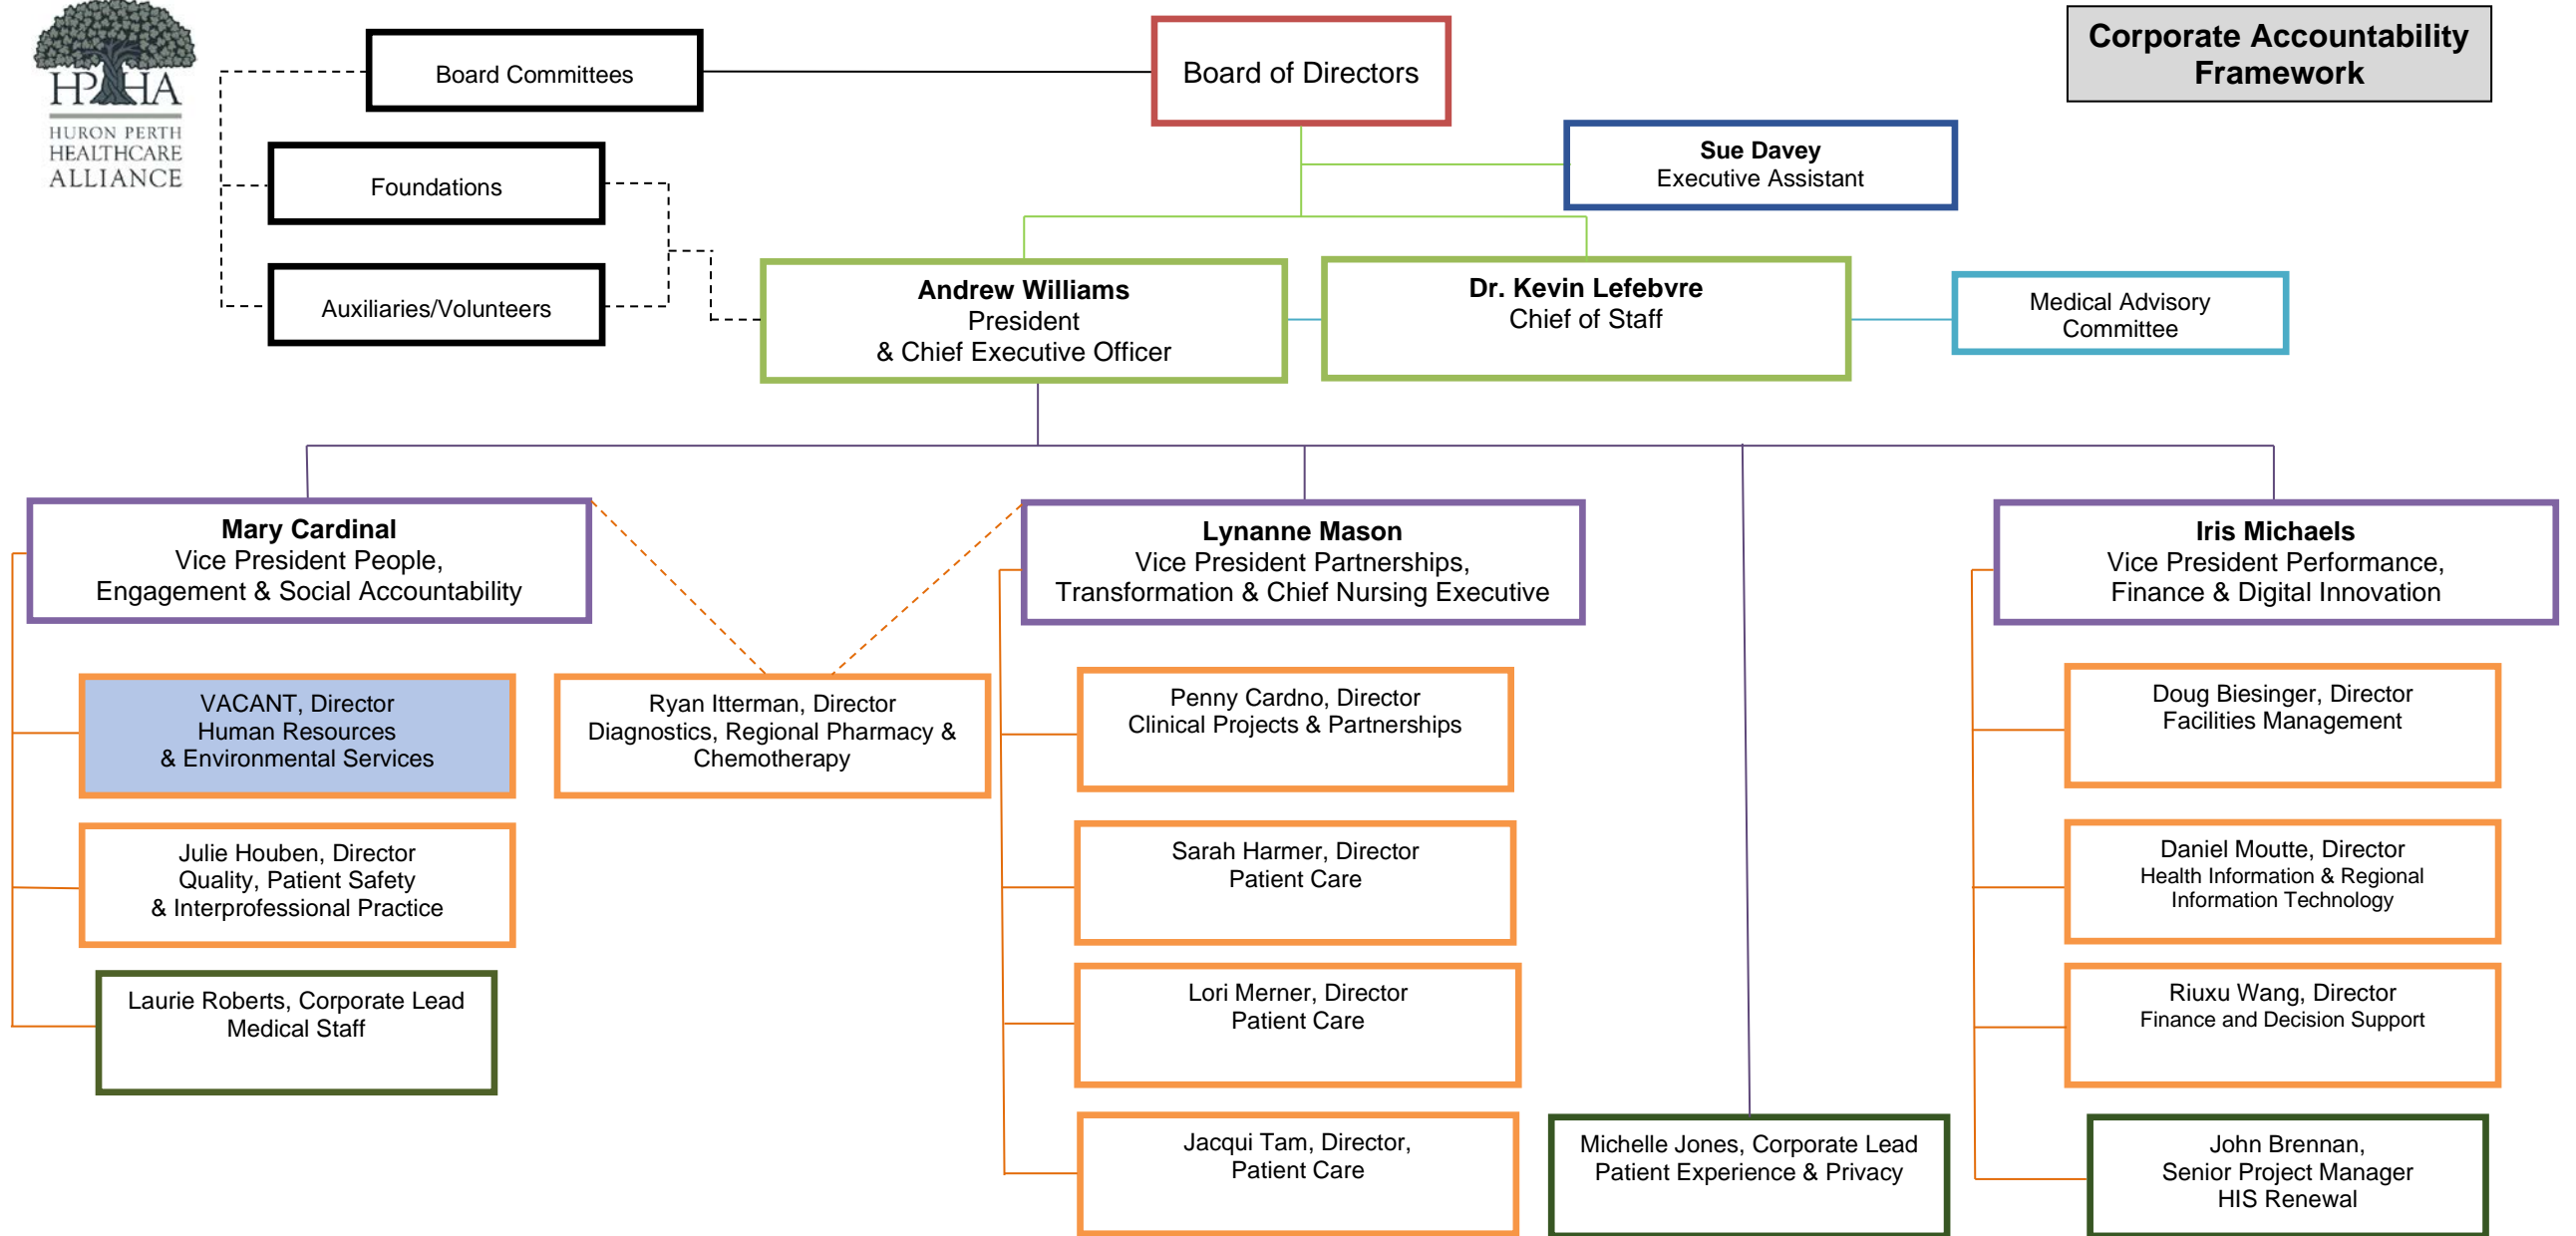 HPHA
HURON PERTH
HEALTHCARE
ALLIANCE
Board Committees
Board of Directors
Corporate Accountability
Framework
Foundations
Sue Davey
Executive Assistant
Auxiliaries/Volunteers
Andrew Williams
President
& Chief Executive Officer
Dr. Kevin Lefebvre
Chief of Staff
Medical Advisory
Committee
Mary Cardinal
Vice President People,
Engagement & Social Accountability
Lynanne Mason
Vice President Partnerships,
Transformation & Chief Nursing Executive
Iris Michaels
Vice President Performance,
Finance & Digital Innovation
VACANT, Director
Human Resources
& Environmental Services
Ryan Itterman, Director
Diagnostics, Regional Pharmacy &
Chemotherapy
Penny Cardno, Director
Clinical Projects & Partnerships
Doug Biesinger, Director
Facilities Management
Julie Houben, Director
Quality, Patient Safety
& Interprofessional Practice
Sarah Harmer, Director
Patient Care
Daniel Moutte, Director
Health Information & Regional
Information Technology
Laurie Roberts, Corporate Lead
Medical Staff
Lori Merner, Director
Patient Care
Riuxu Wang, Director
Finance and Decision Support
Jacqui Tam, Director,
Patient Care
Michelle Jones, Corporate Lead
Patient Experience & Privacy
John Brennan,
Senior Project Manager
HIS Renewal